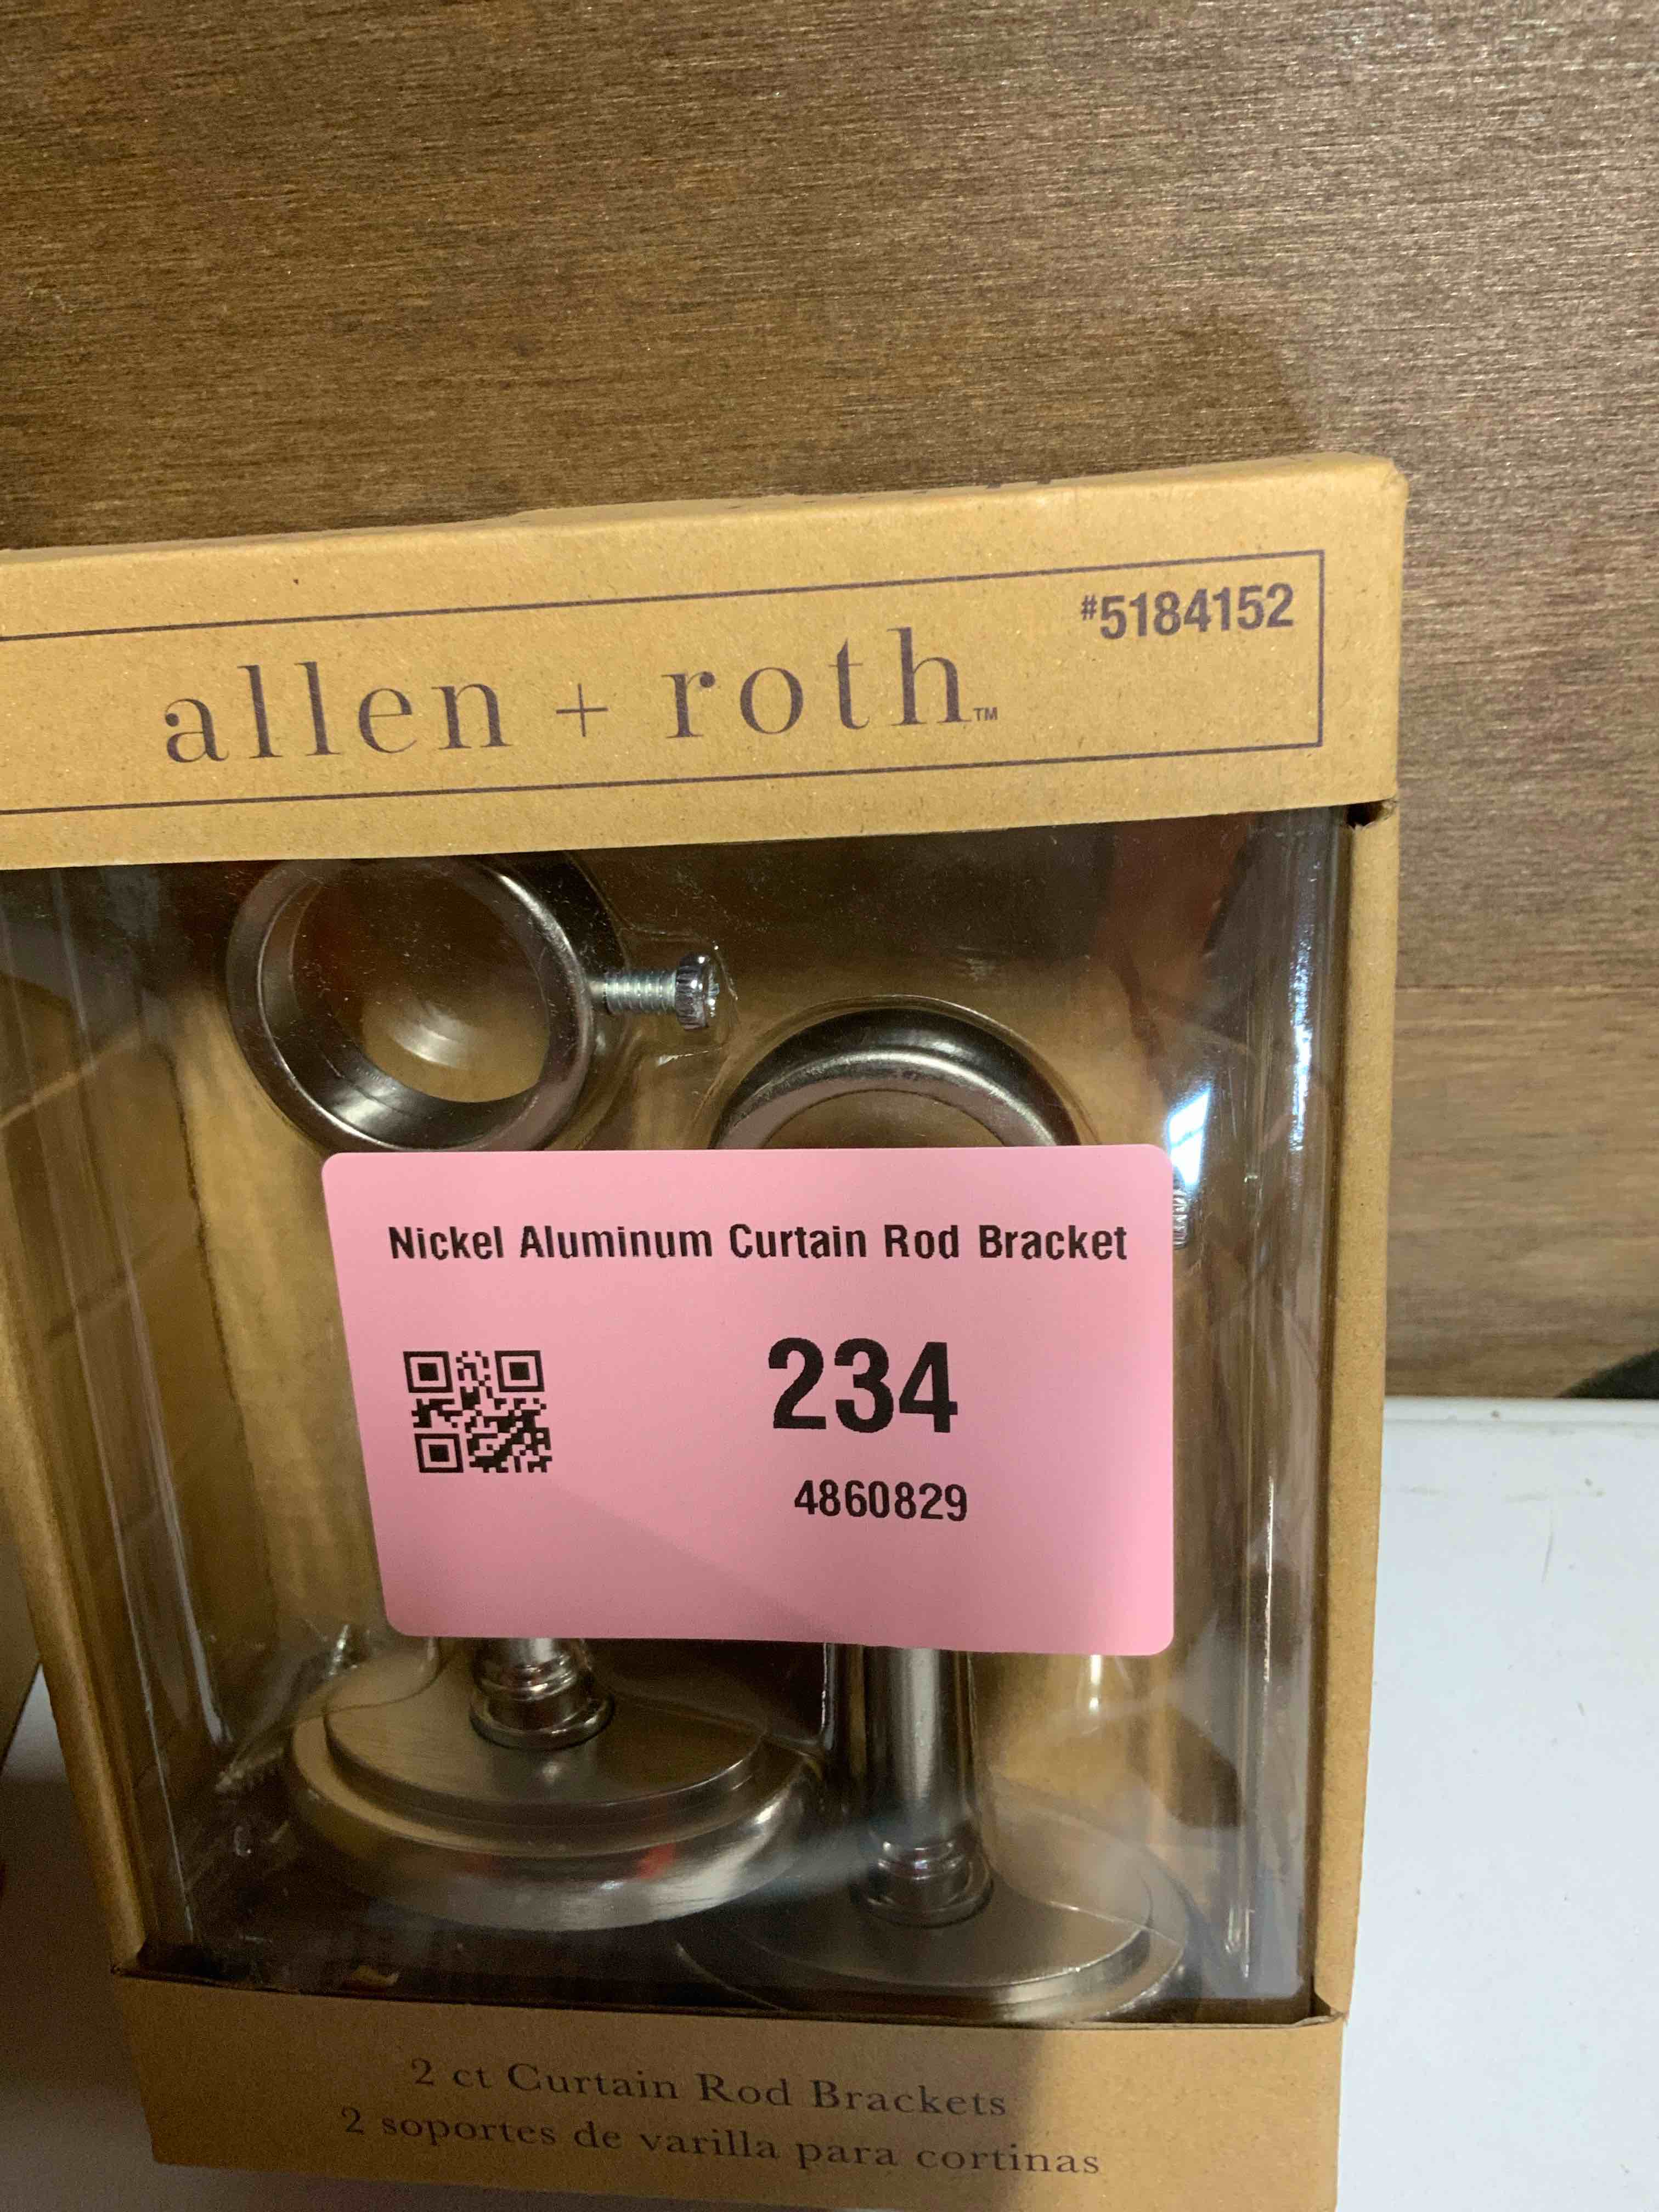 #5184152
allen + roth™
Nickel Aluminum Curtain Rod Bracket
234
4860829
2 ct Curtain Rod Brackets
2 soportes de varilla para cortinas